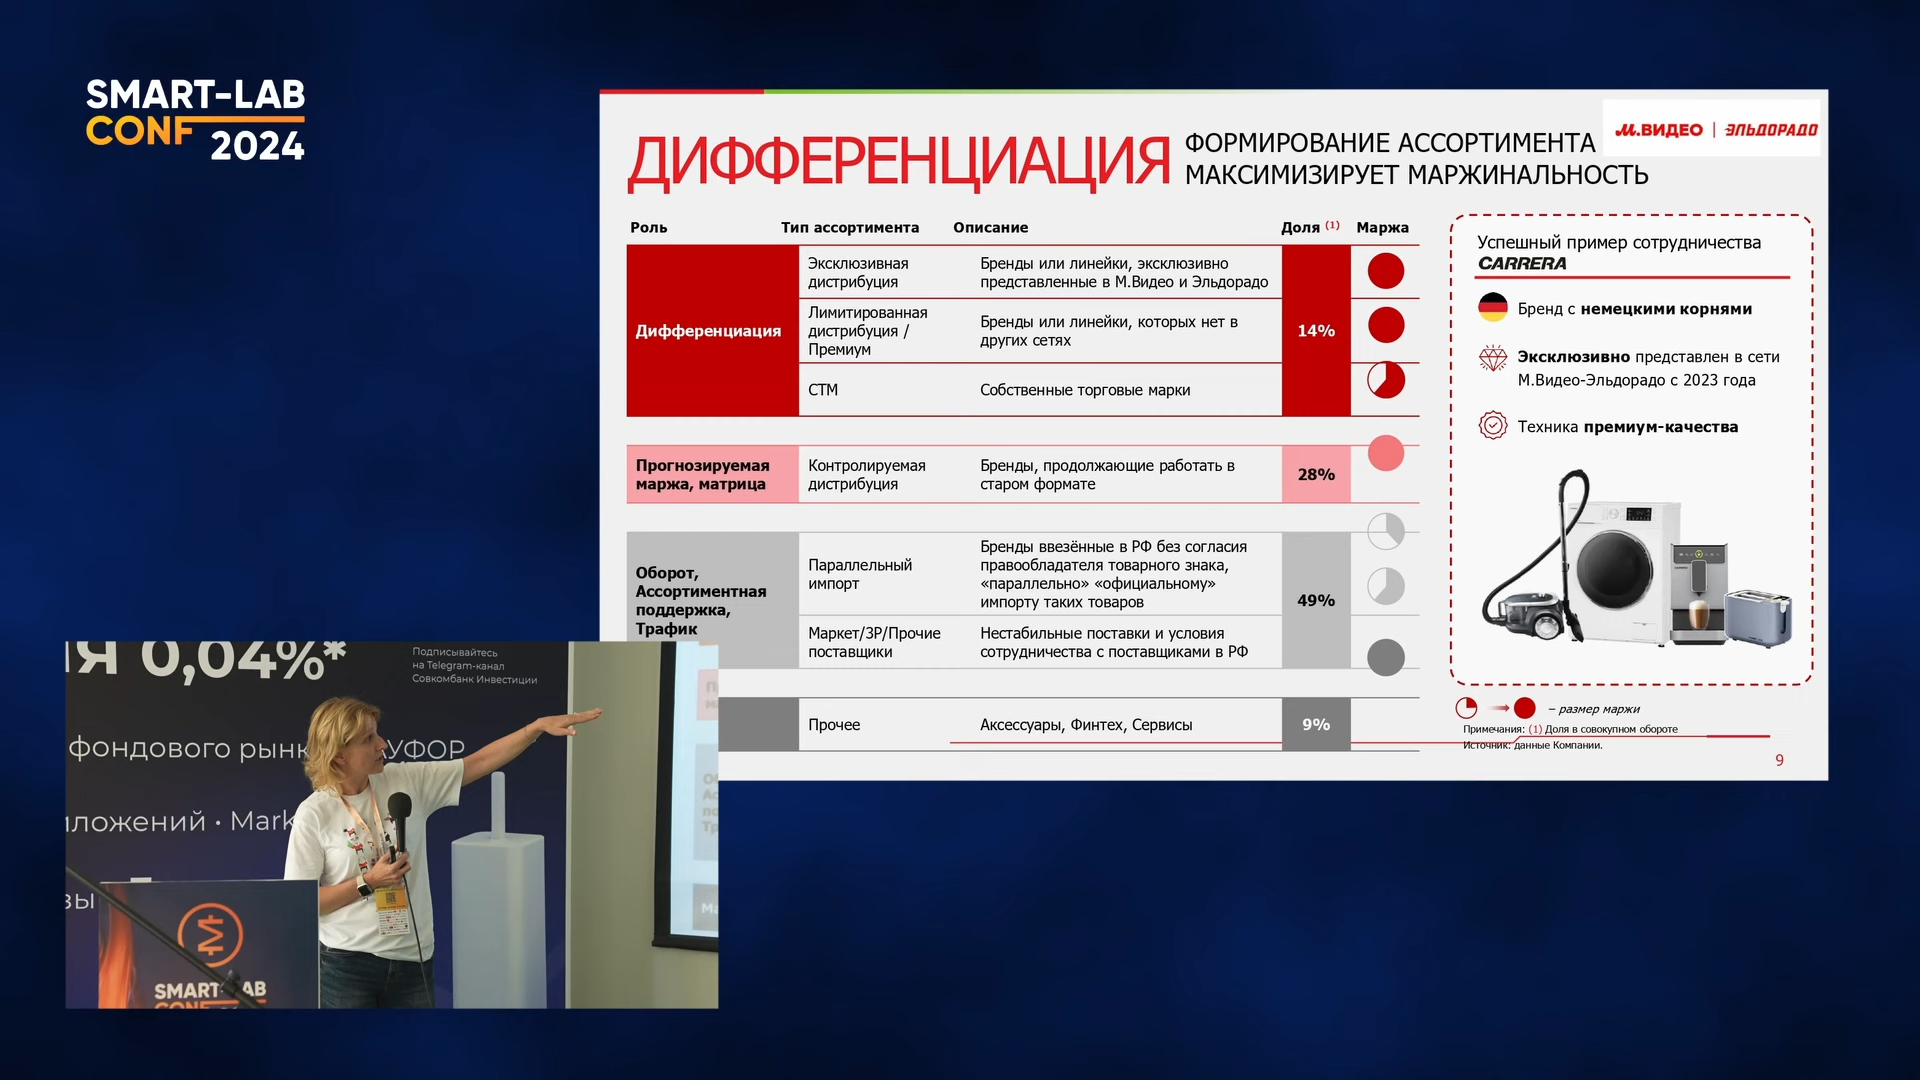 SMART-LAB
CONF
2024
ДИФФЕРЕНЦИАЦИЯ
ФОРМИРОВАНИЕ АССОРТИМЕНТА
МАКСИМИЗИРУЕТ МАРЖИНАЛЬНОСТЬ
М.ВИДЕО | ЭЛЬДОРАДО
Роль
Тип ассортимента
Описание
Доля (1)
Маржа
Дифференциация
Эксклюзивная
дистрибуция
Бренды или линейки, эксклюзивно
представленные в М.Видео и Эльдорадо
14%
Лимитированная
дистрибуция /
Премиум
Бренды или линейки, которых нет в
других сетях
СТМ
Собственные торговые марки
Прогнозируемая
маржа, матрица
Контролируемая
дистрибуция
Бренды, продолжающие работать в
старом формате
28%
Оборот,
Ассортиментная
поддержка,
Трафик
Параллельный
импорт
Бренды ввезённые в РФ без согласия
правообладателя товарного знака,
«параллельно» «официальному»
импорту таких товаров
49%
Маркет/3P/Прочие
поставщики
Нестабильные поставки и условия
сотрудничества с поставщиками в РФ
Прочее
Аксессуары, Финтех, Сервисы
9%
Успешный пример сотрудничества
CARRERA
Бренд с немецкими корнями
Эксклюзивно представлен в сети
М.Видео-Эльдорадо с 2023 года
Техника премиум-качества
– размер маржи
Примечания: (1) Доля в совокупном обороте
Источник: данные Компании.
9
Я 0,04%*
Подписывайтесь
на Telegram-канал
Совкомбанк Инвестиции
фондового рынк
УФОР
ложений • Mark
вы
SMART-LAB
CONF